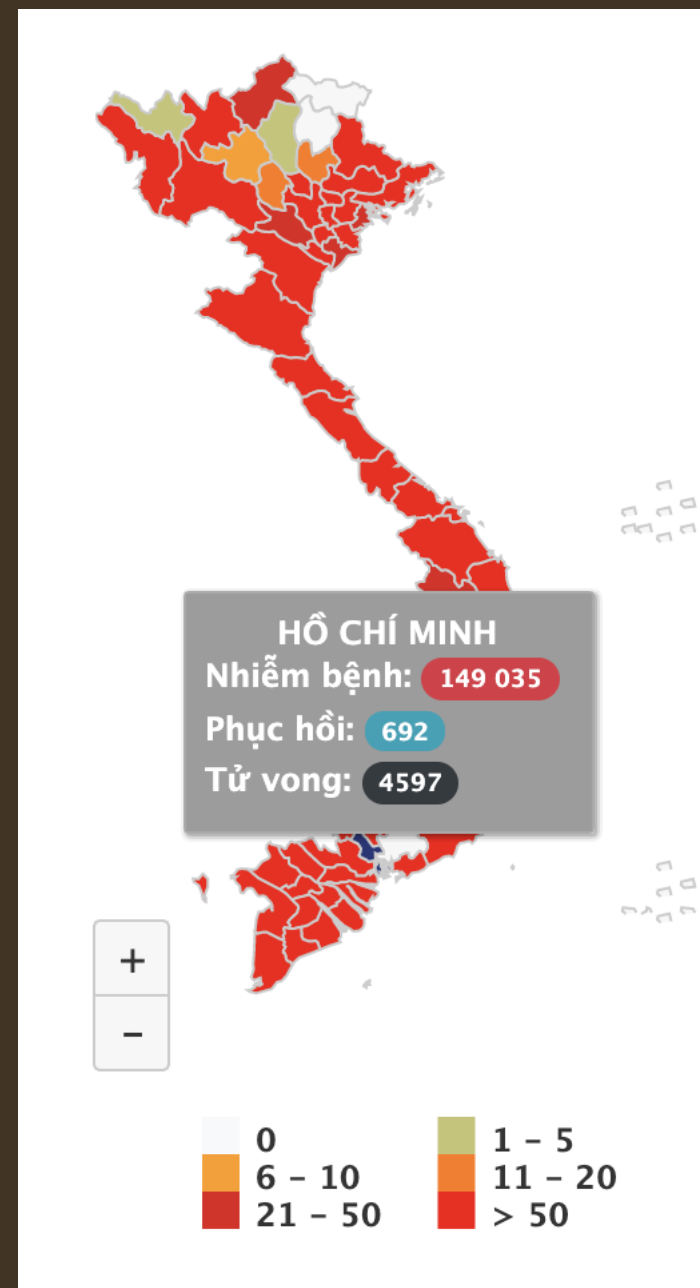 HỒ CHÍ MINH
Nhiễm bệnh: 149 035
Phục hồi: 692
Tử vong: 4597
+
−
0
1 – 5
6 – 10
11 – 20
21 – 50
> 50